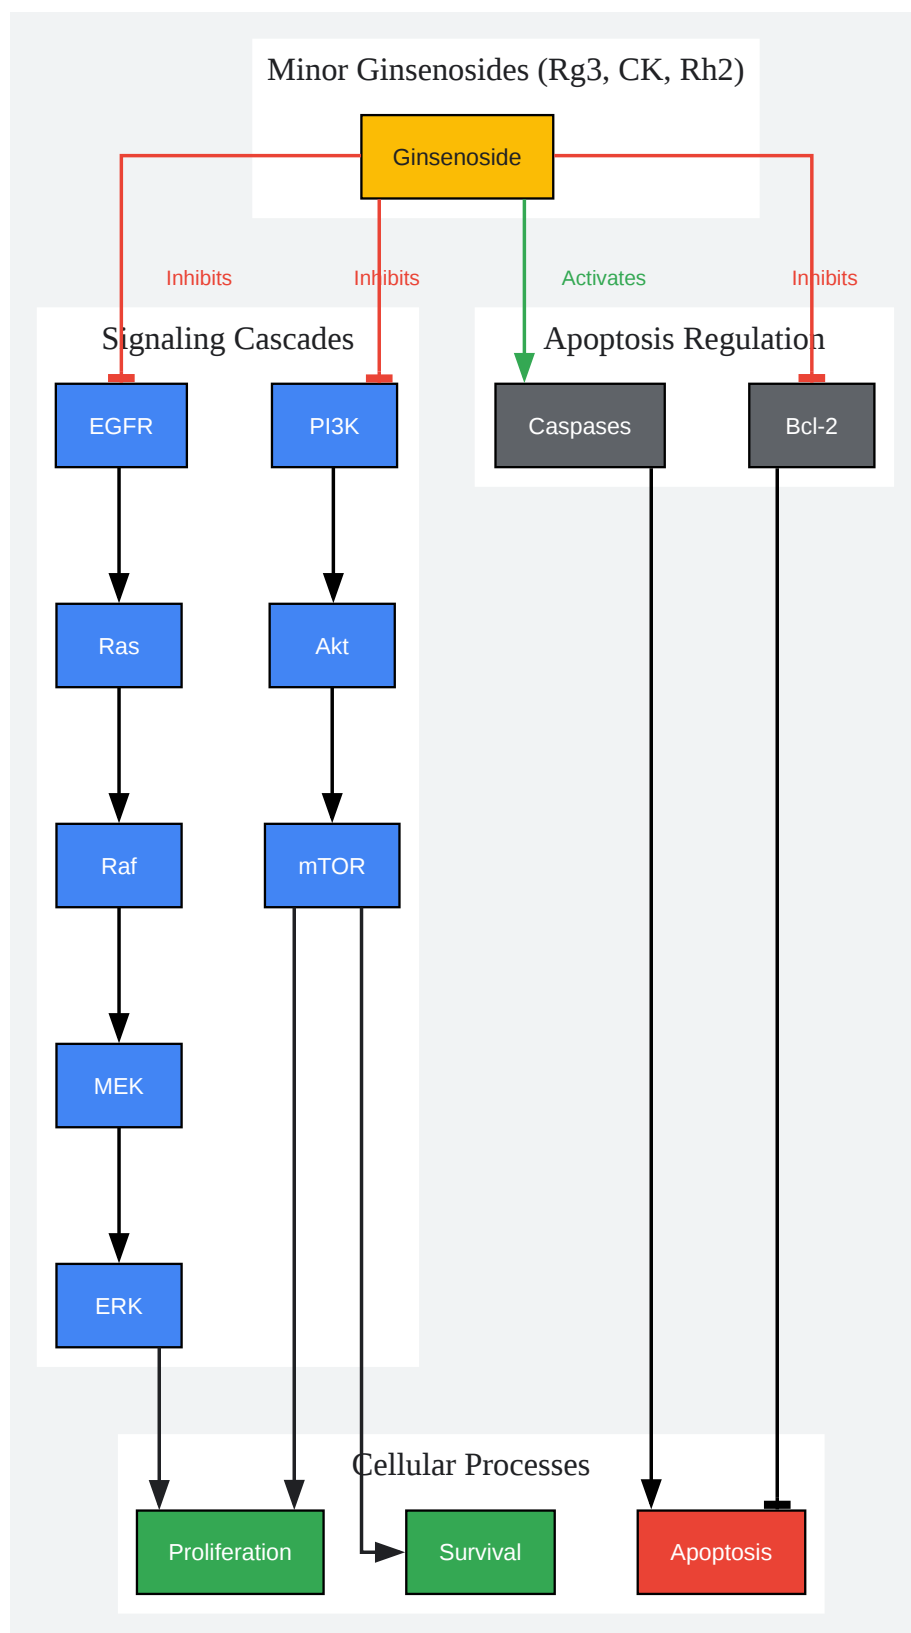 Minor Ginsenosides (Rg3, CK, Rh2)
Ginsenoside
Inhibits
Inhibits
Activates
Inhibits
Signaling Cascades
Apoptosis Regulation
EGFR
PI3K
Caspases
Bcl-2
Ras
Akt
Raf
mTOR
MEK
ERK
Cellular Processes
Proliferation
Survival
Apoptosis